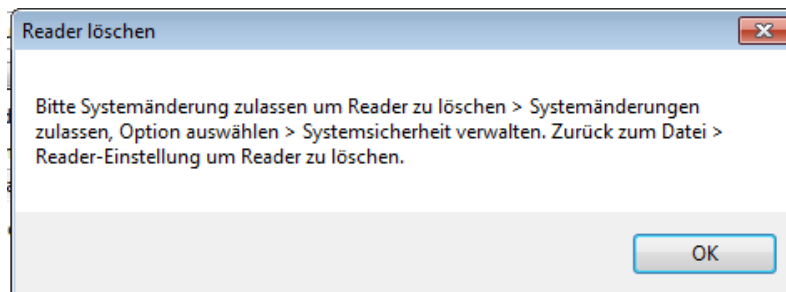 Reader löschen
Bitte Systemänderung zulassen um Reader zu löschen > Systemänderungen
zulassen, Option auswählen > Systemsicherheit verwalten. Zurück zum Datei >
Reader-Einstellung um Reader zu löschen.
OK